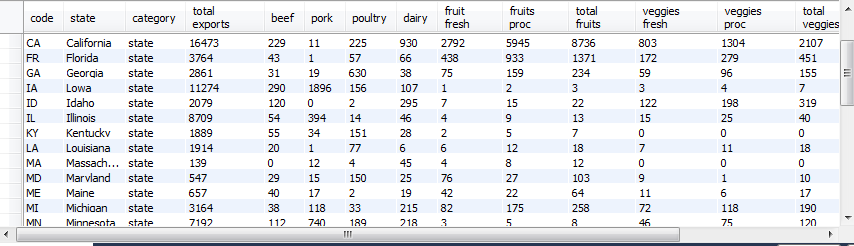 code state category total exports beef pork poultry dairy fruit fresh fruits proc total fruits veggies fresh veggies proc total veggies
CA California state 16473 229 11 225 930 2792 5945 8736 803 1304 2107
FR Florida state 3764 43 1 57 66 438 933 1371 172 279 451
GA Georgia state 2861 31 19 630 38 75 159 234 59 96 155
IA Lowa state 11274 290 1896 156 107 1 2 3 3 4 7
ID Idaho state 2079 120 0 2 295 7 15 22 122 198 319
IL Illinois state 8709 54 394 14 46 4 9 13 15 25 40
KY Kentucky state 1889 55 34 151 28 2 5 7 0 0 0
LA Louisiana state 1914 20 1 77 6 6 12 18 7 11 18
MA Massach... state 139 0 12 4 45 4 8 12 0 0 0
MD Maryland state 547 29 15 150 25 76 27 103 9 1 10
ME Maine state 657 40 17 2 19 42 22 64 11 6 17
MI Michigan state 3164 38 118 33 215 82 175 258 72 118 190
MN Minnesota state 7192 112 740 189 218 3 5 8 46 75 120